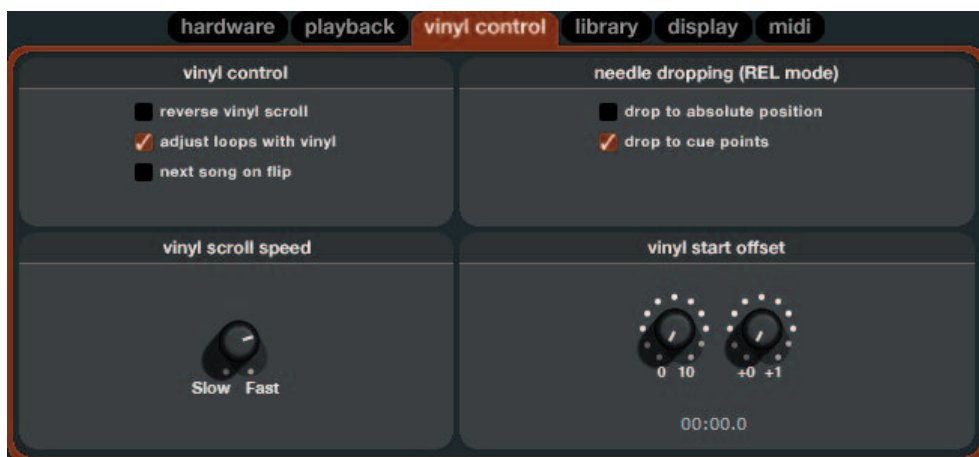 hardware playback vinyl control library display midi
vinyl control
reverse vinyl scroll
adjust loops with vinyl
next song on flip
needle dropping (REL mode)
drop to absolute position
drop to cue points
vinyl scroll speed
Slow Fast
vinyl start offset
0 10 +0 +1
00:00.0